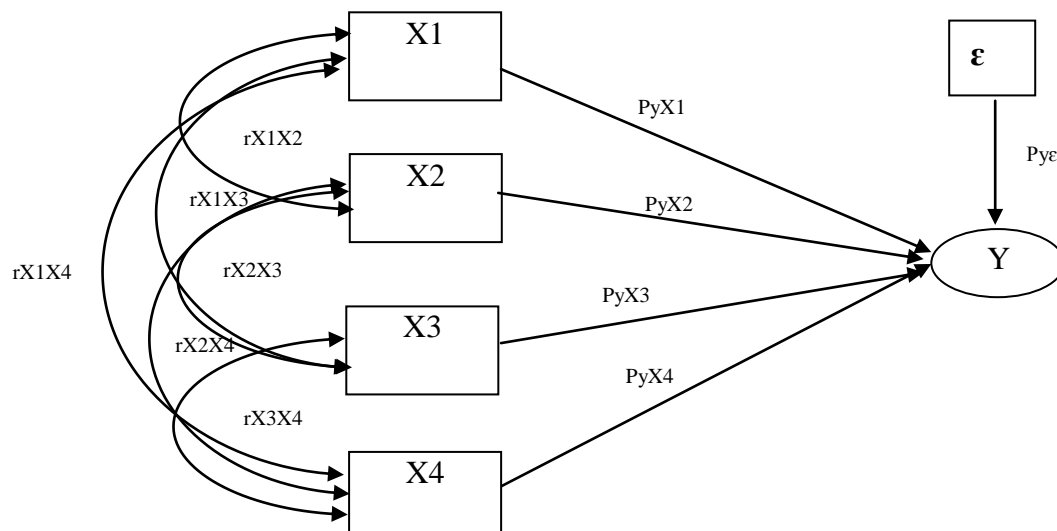 X1
ε
PyX1
rX1X2
Pyε
X2
rX1X3
PyX2
Y
rX1X4
rX2X3
PyX3
X3
rX2X4
PyX4
rX3X4
X4